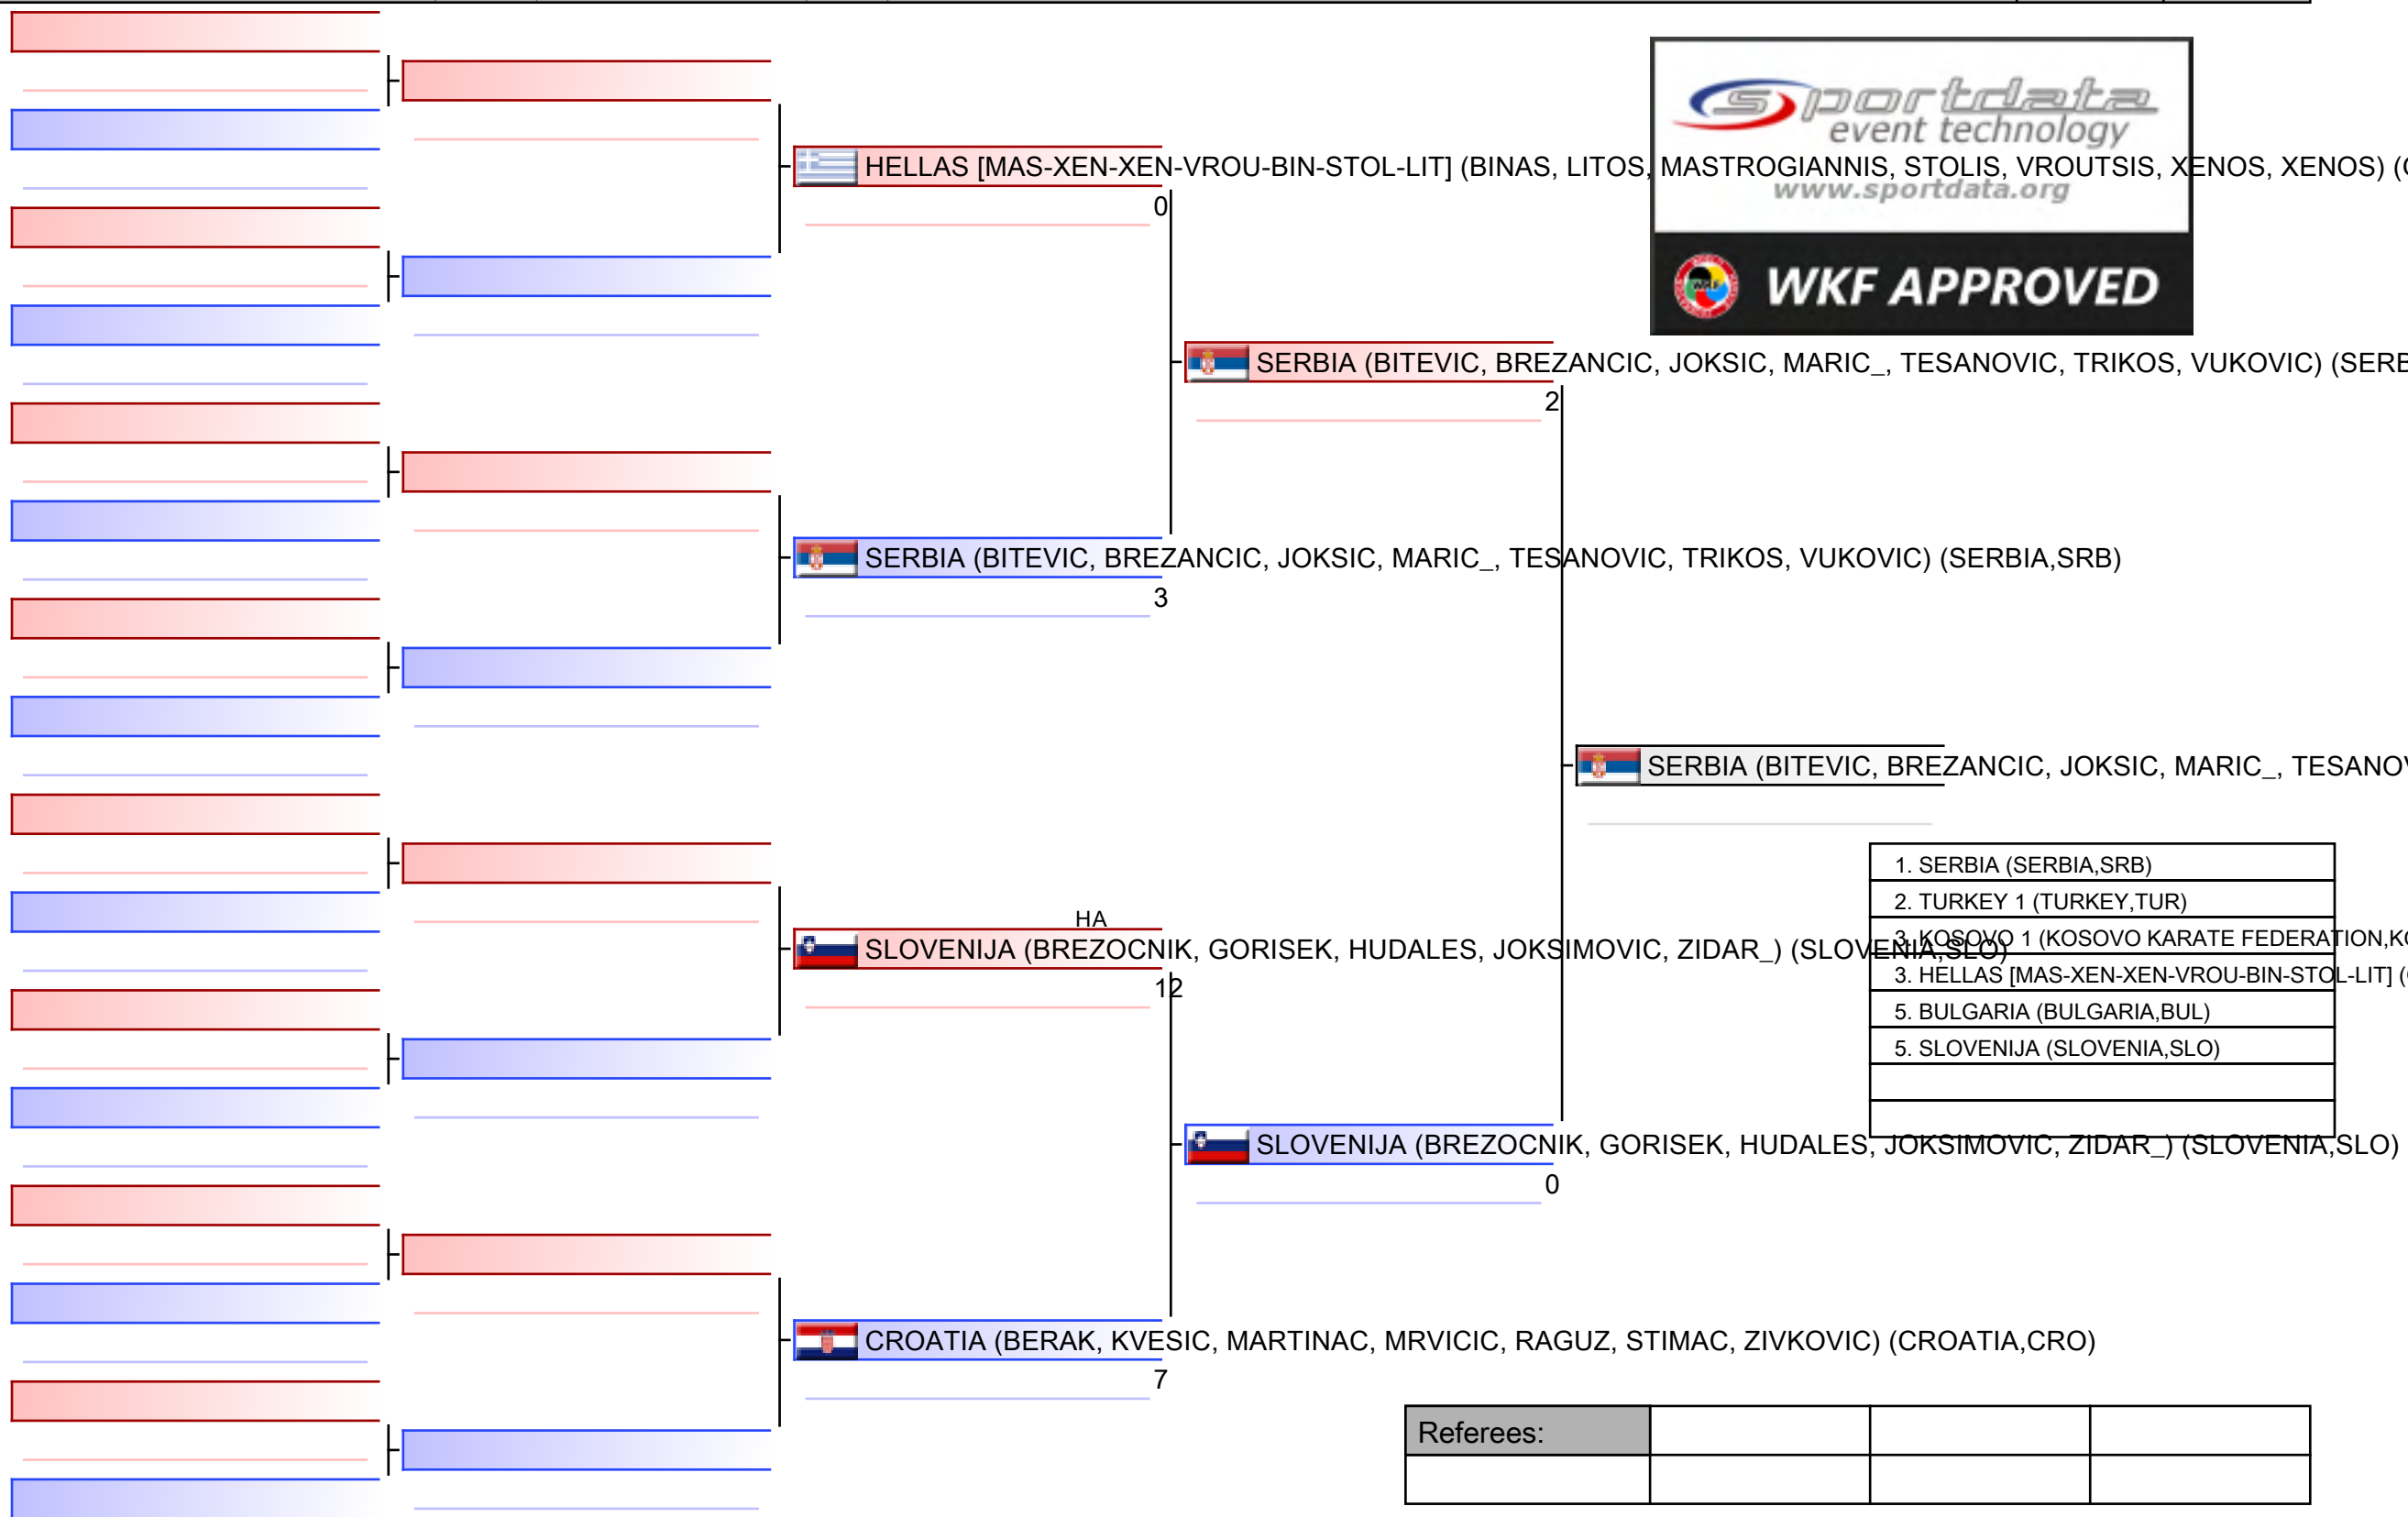 sportdata
event technology
HELLAS [MAS-XEN-XEN-VROU-BIN-STOL-LIT] (BINAS, LITOS, MASTROGIANNIS, STOLIS, VROUTSIS, XENOS, XENOS) (
www.sportdata.org
0
WKF APPROVED
SERBIA (BITEVIC, BREZANCIC, JOKSIC, MARIC_, TESANOVIC, TRIKOS, VUKOVIC) (SERB
2
SERBIA (BITEVIC, BREZANCIC, JOKSIC, MARIC_, TESANOVIC, TRIKOS, VUKOVIC) (SERBIA,SRB)
3
SERBIA (BITEVIC, BREZANCIC, JOKSIC, MARIC_, TESANOV
1. SERBIA (SERBIA,SRB)
2. TURKEY 1 (TURKEY,TUR)
3. KOSOVO 1 (KOSOVO KARATE FEDERATION,KO
3. HELLAS [MAS-XEN-XEN-VROU-BIN-STOL-LIT] (
5. BULGARIA (BULGARIA,BUL)
5. SLOVENIJA (SLOVENIA,SLO)
HA
SLOVENIJA (BREZOCNIK, GORISEK, HUDALES, JOKSIMOVIC, ZIDAR_) (SLOVENIA,SLO)
12
SLOVENIJA (BREZOCNIK, GORISEK, HUDALES, JOKSIMOVIC, ZIDAR_) (SLOVENIA,SLO)
0
CROATIA (BERAK, KVESIC, MARTINAC, MRVICIC, RAGUZ, STIMAC, ZIVKOVIC) (CROATIA,CRO)
7
Referees: